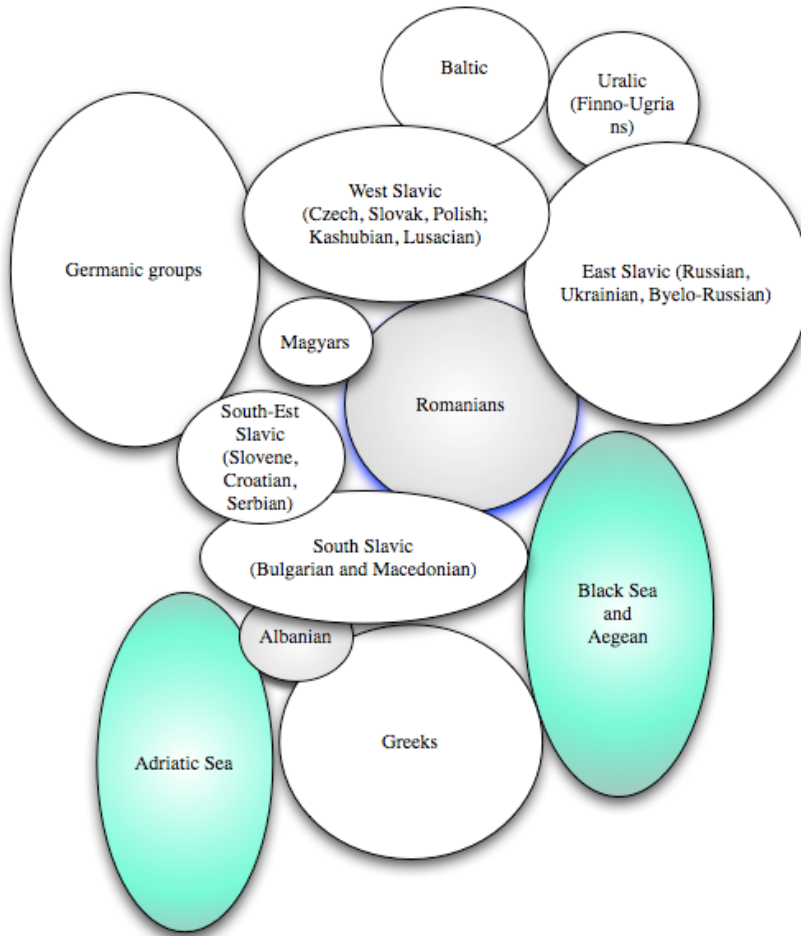 Baltic
Uralic
(Finno-Ugria
ns)
West Slavic
(Czech, Slovak, Polish;
Kashubian, Lusacian)
Germanic groups
East Slavic (Russian,
Ukrainian, Byelo-Russian)
Magyars
Romanians
South-Est
Slavic
(Slovene,
Croatian,
Serbian)
South Slavic
(Bulgarian and Macedonian)
Black Sea
and
Aegean
Albanian
Greeks
Adriatic Sea